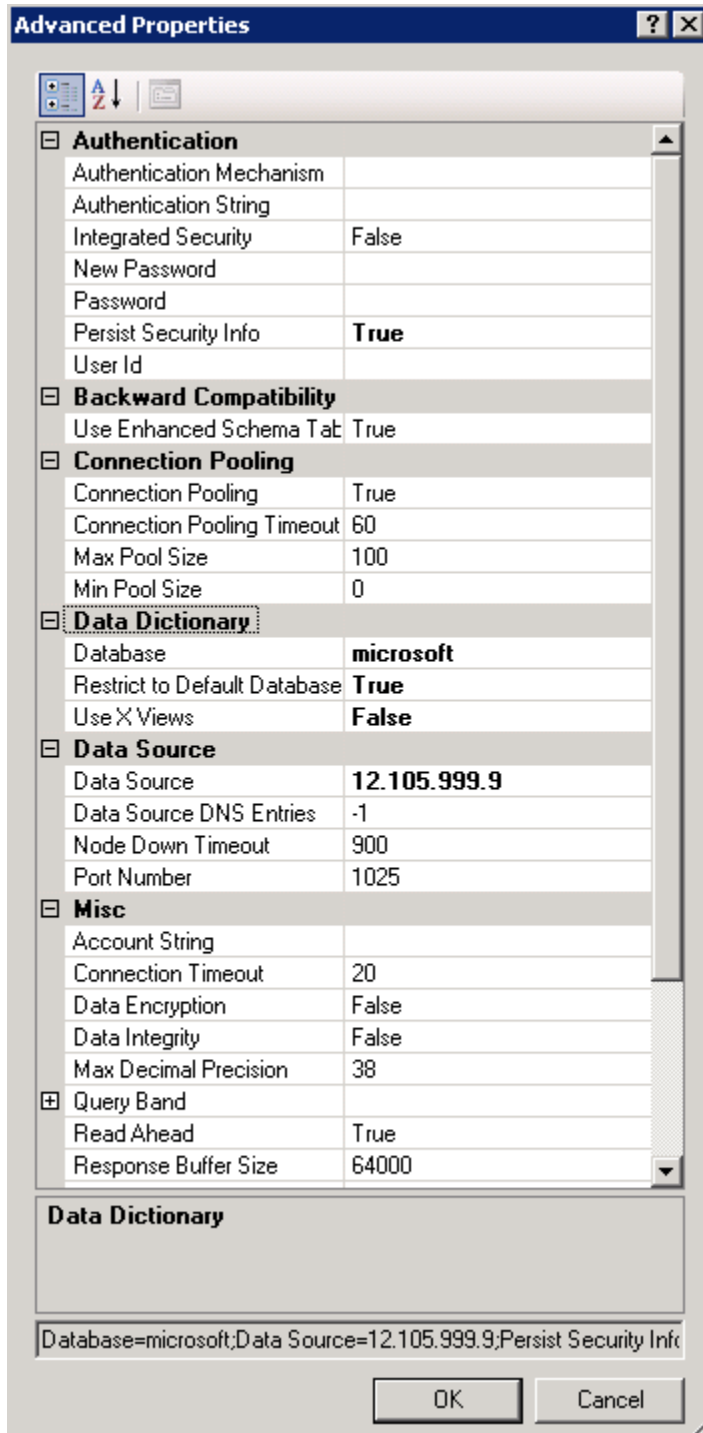 Advanced Properties
Authentication
Authentication Mechanism
Authentication String
Integrated Security False
New Password
Password
Persist Security Info True
User Id
Backward Compatibility
Use Enhanced Schema Tab True
Connection Pooling
Connection Pooling True
Connection Pooling Timeout 60
Max Pool Size 100
Min Pool Size 0
Data Dictionary
Database microsoft
Restrict to Default Database True
Use X Views False
Data Source
Data Source 12.105.999.9
Data Source DNS Entries -1
Node Down Timeout 900
Port Number 1025
Misc
Account String
Connection Timeout 20
Data Encryption False
Data Integrity False
Max Decimal Precision 38
Query Band
Read Ahead True
Response Buffer Size 64000
Data Dictionary
Database=microsoft;Data Source=12.105.999.9;Persist Security Info
OK Cancel